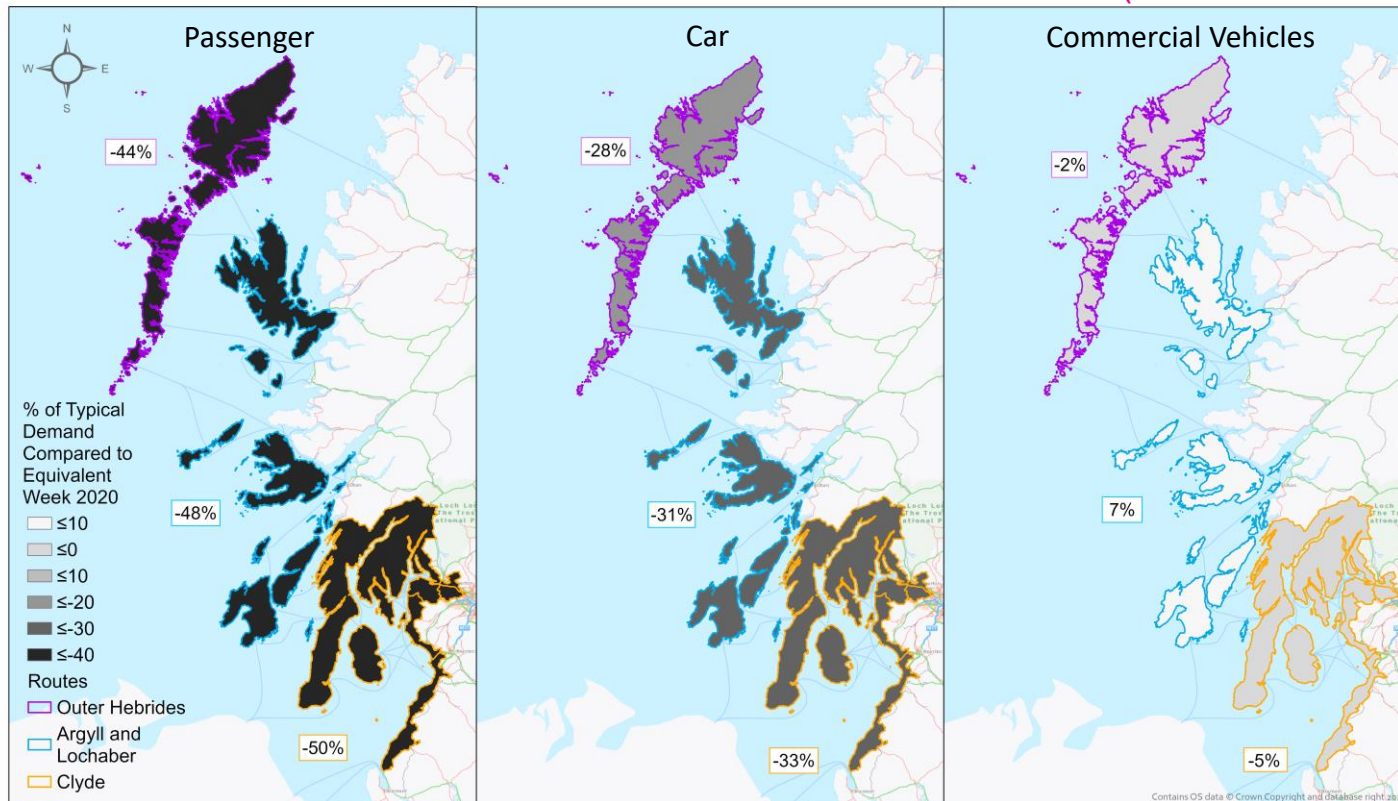 Passenger
Car
Commercial Vehicles
N
W
E
S
-44%
-28%
-2%
% of Typical
Demand
Compared to
Equivalent
Week 2020
≤10
≤0
≤10
≤-20
≤-30
≤-40
Routes
Outer Hebrides
Argyll and
Lochaber
Clyde
-48%
-31%
7%
-50%
-33%
-5%
Contains OS data © Crown Copyright and database right 20